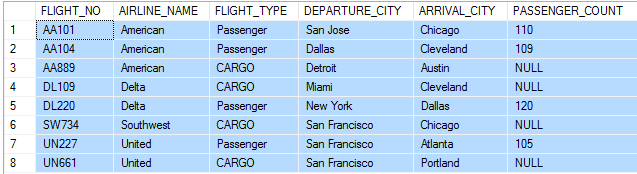 FLIGHT_NO AIRLINE_NAME FLIGHT_TYPE DEPARTURE_CITY ARRIVAL_CITY PASSENGER_COUNT
1 AA101 American Passenger San Jose Chicago 110
2 AA104 American Passenger Dallas Cleveland 109
3 AA889 American CARGO Detroit Austin NULL
4 DL109 Delta CARGO Miami Cleveland NULL
5 DL220 Delta Passenger New York Dallas 120
6 SW734 Southwest CARGO San Francisco Chicago NULL
7 UN227 United Passenger San Francisco Atlanta 105
8 UN661 United CARGO San Francisco Portland NULL